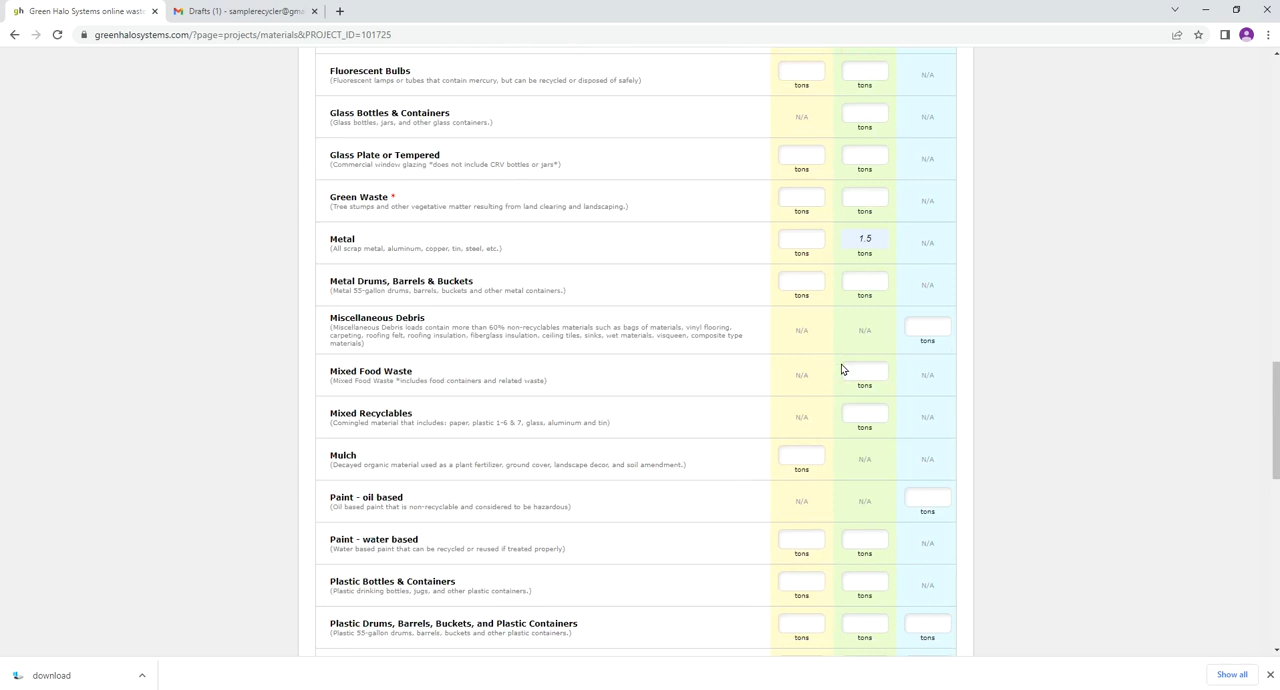 Green Halo Systems online waste
Drafts (1) - samplerecycler@gma
greenhalosystems.com/?page=projects/materials&PROJECT_ID=101725
Fluorescent Bulbs
(Fluorescent lamps or tubes that contain mercury, but can be recycled or disposed of safely)
tons tons N/A
Glass Bottles & Containers
(Glass bottles, jars, and other glass containers.)
N/A tons N/A
Glass Plate or Tempered
(Commercial window glazing *does not include CRV bottles or jars*)
tons tons N/A
Green Waste *
(Tree stumps and other vegetative matter resulting from land clearing and landscaping.)
tons tons N/A
Metal 1.5
(All scrap metal, aluminum, copper, tin, steel, etc.)
tons tons N/A
Metal Drums, Barrels & Buckets
(Metal 55-gallon drums, barrels, buckets and other metal containers.)
tons tons N/A
Miscellaneous Debris
(Miscellaneous Debris loads contain more than 60% non-recyclables materials such as bags of materials, vinyl flooring,
carpeting, roofing felt, roofing insulation, fiberglass insulation, ceiling tiles, sinks, wet materials, visqueen, composite type
materials)
N/A N/A tons
Mixed Food Waste
(Mixed Food Waste *includes food containers and related waste)
N/A tons N/A
Mixed Recyclables
(Comingled material that includes: paper, plastic 1-6 & 7, glass, aluminum and tin)
N/A tons N/A
Mulch
(Decayed organic material used as a plant fertilizer, ground cover, landscape decor, and soil amendment.)
tons N/A N/A
Paint - oil based
(Oil based paint that is non-recyclable and considered to be hazardous)
N/A N/A tons
Paint - water based
(Water based paint that can be recycled or reused if treated properly)
tons tons N/A
Plastic Bottles & Containers
(Plastic drinking bottles, jugs, and other plastic containers.)
tons tons N/A
Plastic Drums, Barrels, Buckets, and Plastic Containers
(Plastic 55-gallon drums, barrels, buckets and other plastic containers.)
tons tons tons
download
Show all